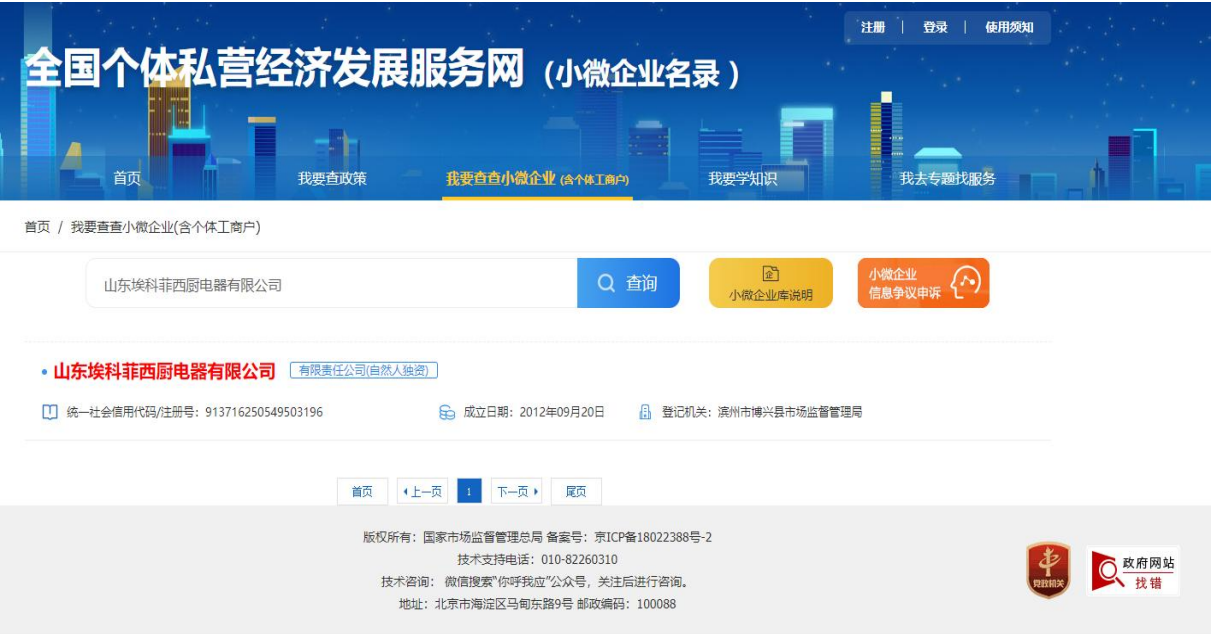 注册 | 登录 | 使用须知
全国个体私营经济发展服务网（小微企业名录）
首页 我要查政策 我要查查小微企业 (含个体工商户) 我要学知识 我去专题找服务
首页 / 我要查查小微企业(含个体工商户)
山东埃科菲西厨电器有限公司 查询
小微企业库说明
小微企业
信息争议申诉
山东埃科菲西厨电器有限公司 有限责任公司(自然人独资)
统一社会信用代码/注册号：913716250549503196 成立日期：2012年09月20日 登记机关：滨州市博兴县市场监督管理局
首页 上一页 1 下一页 尾页
版权所有：国家市场监督管理总局 备案号：京ICP备18022388号-2
技术支持电话：010-82260310
技术咨询： 微信搜索“你呼我应”公众号，关注后进行咨询。
地址：北京市海淀区马甸东路9号 邮政编码：100088
党政机关
政府网站
找错